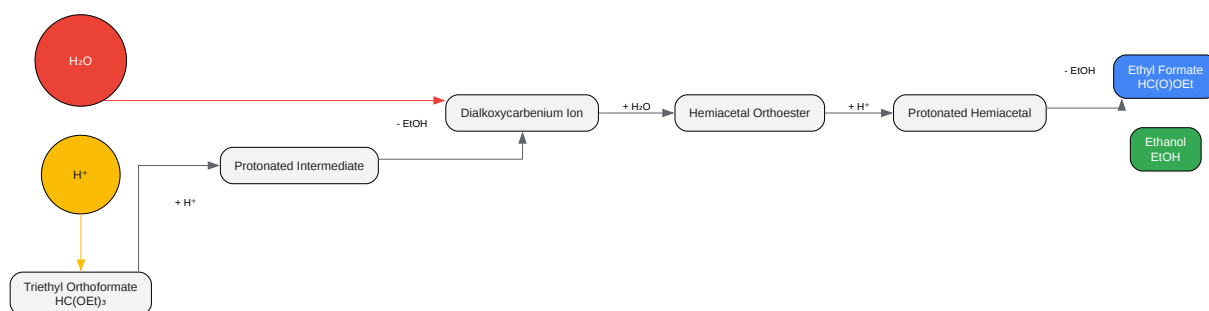 H₂O
H⁺
Triethyl Orthoformate
HC(OEt)₃
+ H⁺
Protonated Intermediate
- EtOH
Dialkoxycarbenium Ion
+ H₂O
Hemiacetal Orthoester
+ H⁺
Protonated Hemiacetal
- EtOH
Ethyl Formate
HC(O)OEt
Ethanol
EtOH